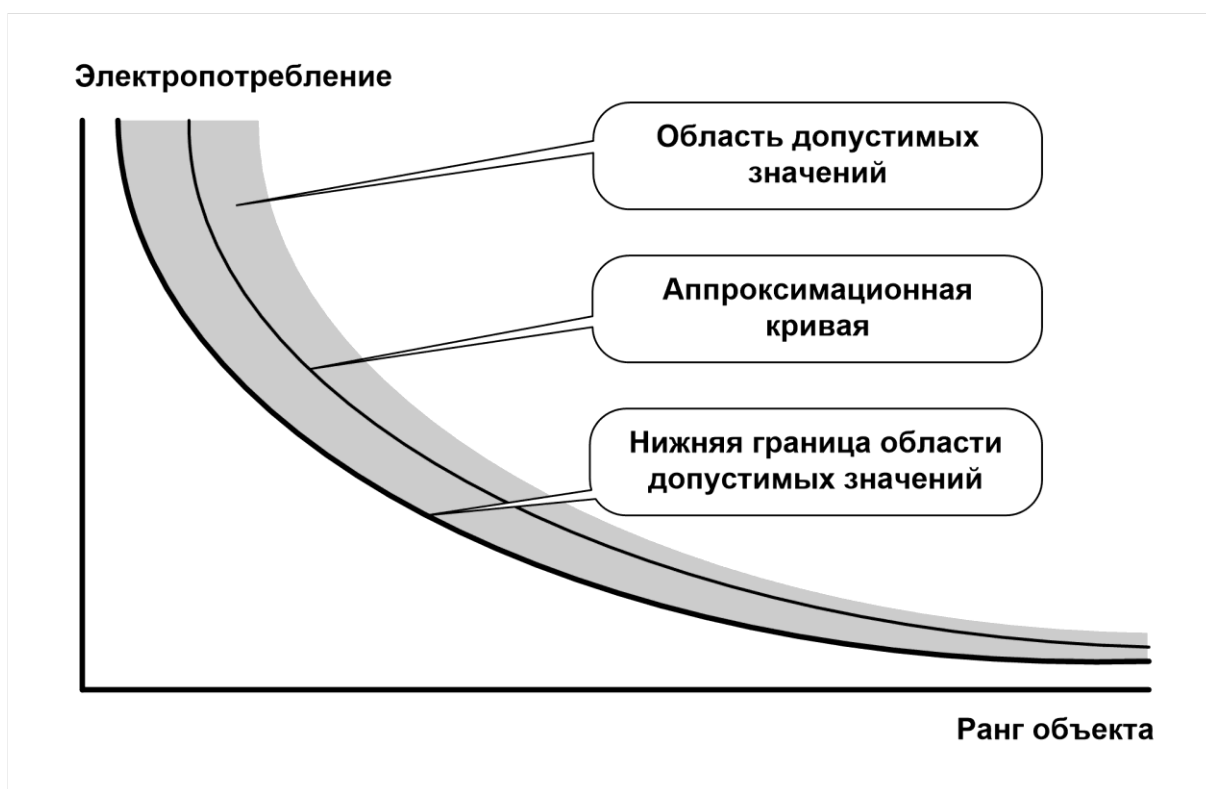 Электропотребление
Область допустимых
значений
Аппроксимационная
кривая
Нижняя граница области
допустимых значений
Ранг объекта